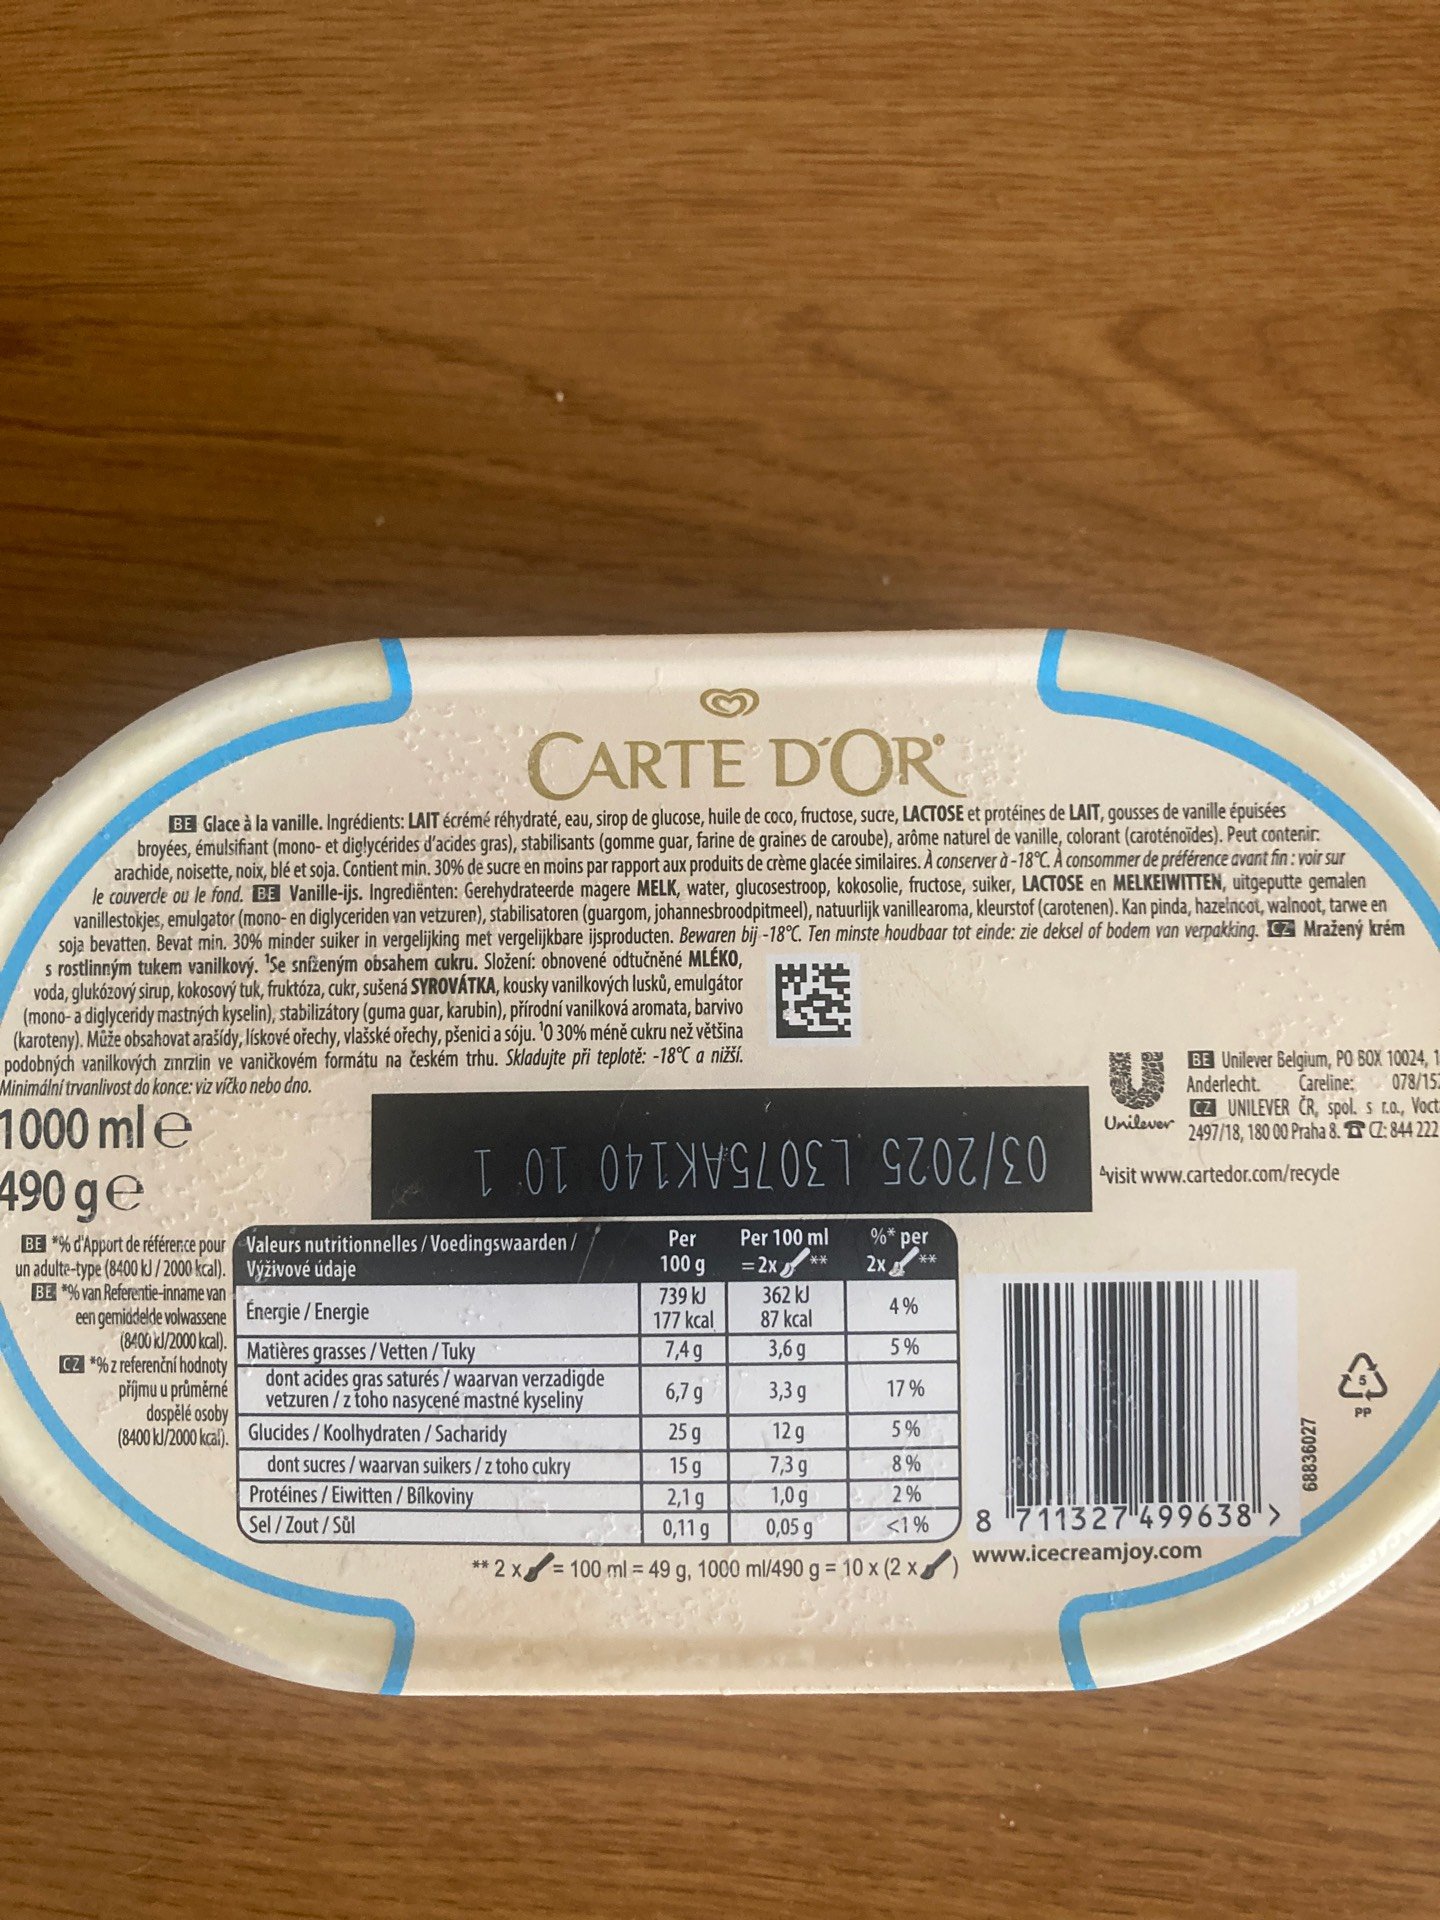 CARTE D'OR®
BE Glace à la vanille. Ingrédients: LAIT écrémé réhydraté, eau, sirop de glucose, huile de coco, fructose, sucre, LACTOSE et protéines de LAIT, gousses de vanille épuisées
broyées, émulsifiant (mono- et diglycérides d'acides gras), stabilisants (gomme guar, farine de graines de caroube), arôme naturel de vanille, colorant (caroténoïdes). Peut contenir:
arachide, noisette, noix, blé et soja. Contient min. 30% de sucre en moins par rapport aux produits de crème glacée similaires. À conserver à -18°C. À consommer de préférence avant fin : voir sur
le couvercle ou le fond. BE Vanille-ijs. Ingrediënten: Gerehydrateerde magere MELK, water, glucosestroop, kokosolie, fructose, suiker, LACTOSE en MELKEIWITTEN, uitgeputte gemalen
vanillestokjes, emulgator (mono- en diglyceriden van vetzuren), stabilisatoren (guargom, johannesbroodpitmeel), natuurlijk vanillearoma, kleurstof (carotenen). Kan pinda, hazelnoot, walnoot, tarwe en
soja bevatten. Bevat min. 30% minder suiker in vergelijking met vergelijkbare ijsproducten. Bewaren bij -18°C. Ten minste houdbaar tot einde: zie deksel of bodem van verpakking. CZ Mražený krém
s rostlinným tukem vanilkový. ¹Se sníženým obsahem cukru. Složení: obnovené odtučněné MLÉKO,
voda, glukózový sirup, kokosový tuk, fruktóza, cukr, sušená SYROVÁTKA, kousky vanilkových lusků, emulgátor
(mono- a diglyceridy mastných kyselin), stabilizátory (guma guar, karubin), přírodní vanilková aromata, barvivo
(karoteny). Může obsahovat arašídy, lískové ořechy, vlašské ořechy, pšenici a sóju. ¹O 30% méně cukru než většina
podobných vanilkových zmrzlin ve vaničkovém formátu na českém trhu. Skladujte při teplotě: -18°C a nižší.
Minimální trvanlivost do konce: viz víčko nebo dno.
1000 ml e
490 g e
03/2025 L3075AK140 10 1
Unilever
BE Unilever Belgium, PO BOX 10024,
Anderlecht. Careline: 078/15
CZ UNILEVER ČR, spol. s r.o.,
2497/18, 180 00 Praha 8. ☎ CZ: 844 222
△visit www.cartedor.com/recycle
BE *% d'Apport de référence pour
un adulte-type (8400 kJ / 2000 kcal).
BE *% van Referentie-inname van
een gemiddelde volwassene
(8400 kJ/2000 kcal).
CZ *% z referenční hodnoty
příjmu u průměrné
dospělé osoby
(8400 kJ/2000 kcal).
Valeurs nutritionnelles / Voedingswaarden / Per Per 100 ml %* per
Výživové údaje 100 g = 2x ** 2x **
Énergie / Energie 739 kJ 362 kJ 4 %
177 kcal 87 kcal
Matières grasses / Vetten / Tuky 7,4 g 3,6 g 5 %
dont acides gras saturés / waarvan verzadigde
vetzuren / z toho nasycené mastné kyseliny 6,7 g 3,3 g 17 %
Glucides / Koolhydraten / Sacharidy 25 g 12 g 5 %
dont sucres / waarvan suikers / z toho cukry 15 g 7,3 g 8 %
Protéines / Eiwitten / Bílkoviny 2,1 g 1,0 g 2 %
Sel / Zout / Sůl 0,11 g 0,05 g <1 %
** 2 x = 100 ml = 49 g, 1000 ml/490 g = 10 x (2 x )
8 711327 499638 >
www.icecreamjoy.com
68836027
5
PP